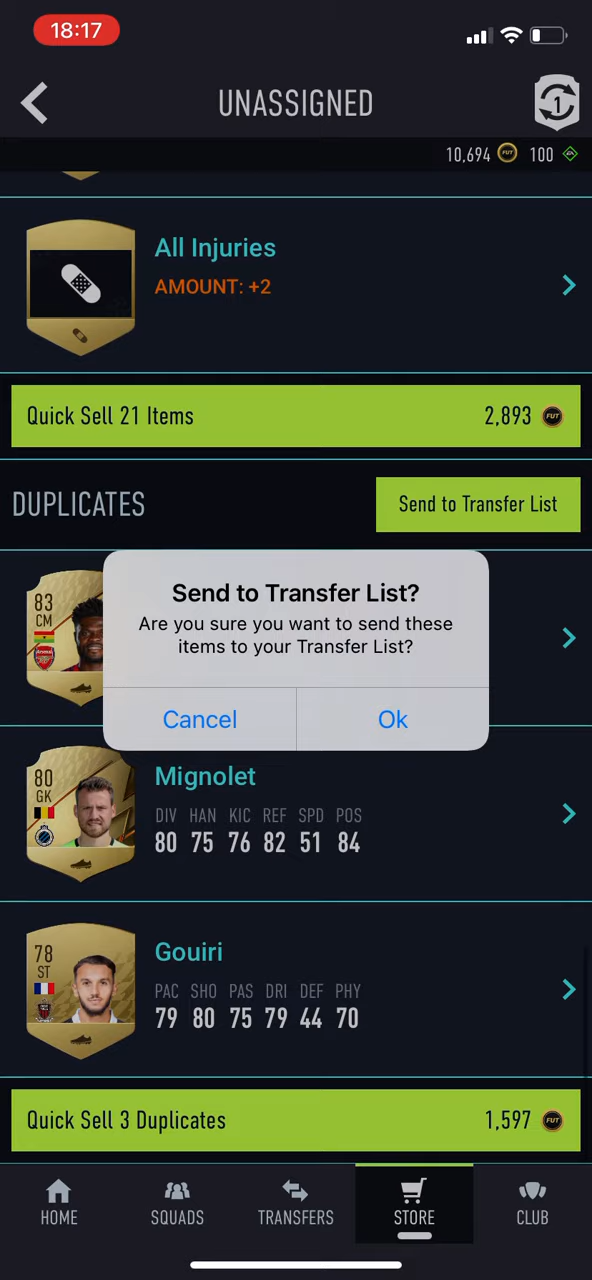 18:17
UNASSIGNED
1
10,694 FUT 100
All Injuries
AMOUNT: +2
Quick Sell 21 Items 2,893 FUT
DUPLICATES
Send to Transfer List
83
CM
Arsenal
Send to Transfer List?
Are you sure you want to send these
items to your Transfer List?
Cancel Ok
80
GK
Mignolet
DIV HAN KIC REF SPD POS
80 75 76 82 51 84
78
ST
Gouiri
PAC SHO PAS DRI DEF PHY
79 80 75 79 44 70
Quick Sell 3 Duplicates 1,597 FUT
HOME SQUADS TRANSFERS STORE CLUB